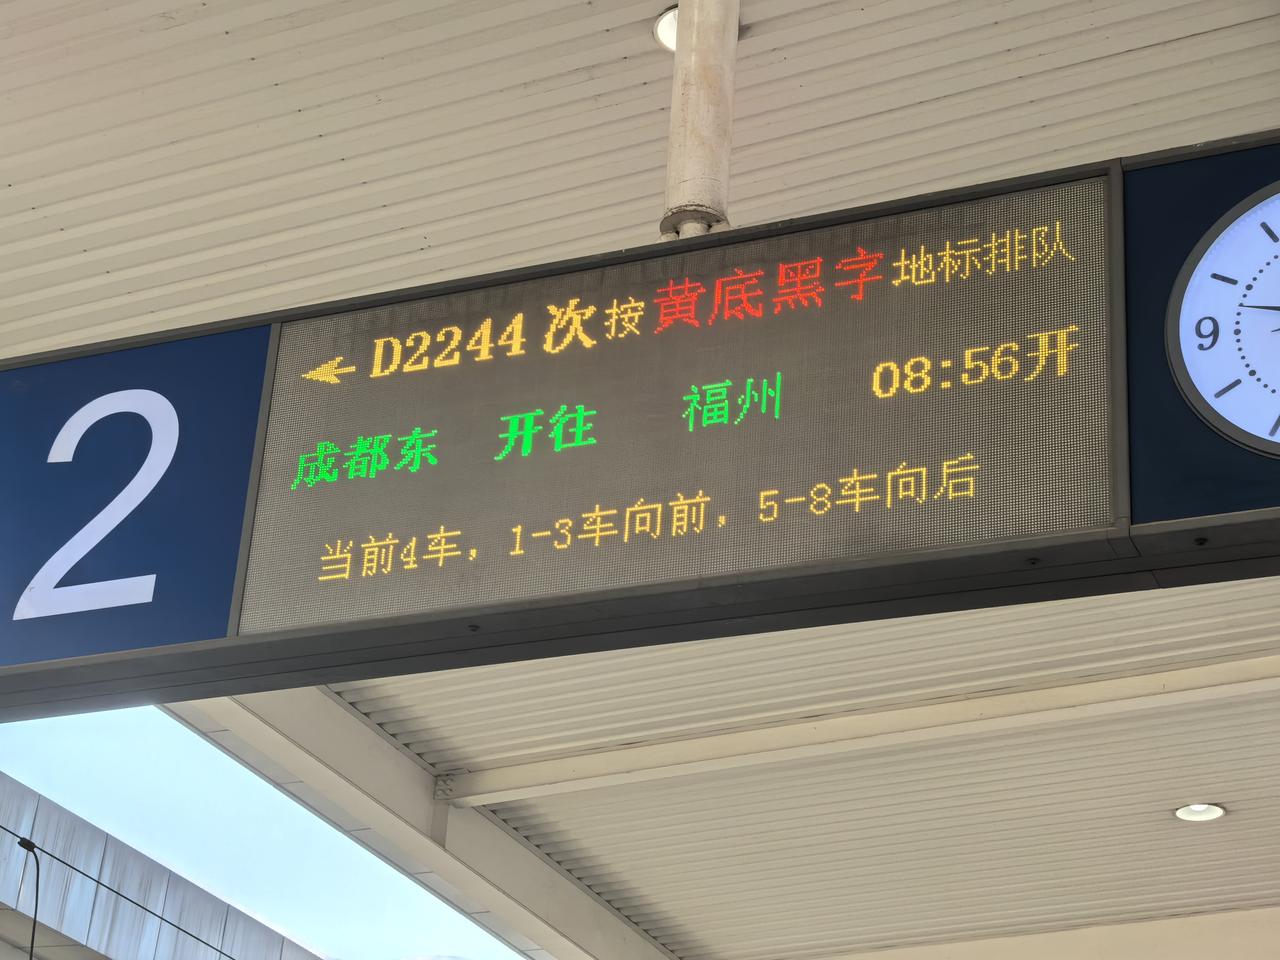 2
D2244次按黄底黑字地标排队
成都东 开往 福州 08:56开
当前4车，1-3车向前，5-8车向后
9